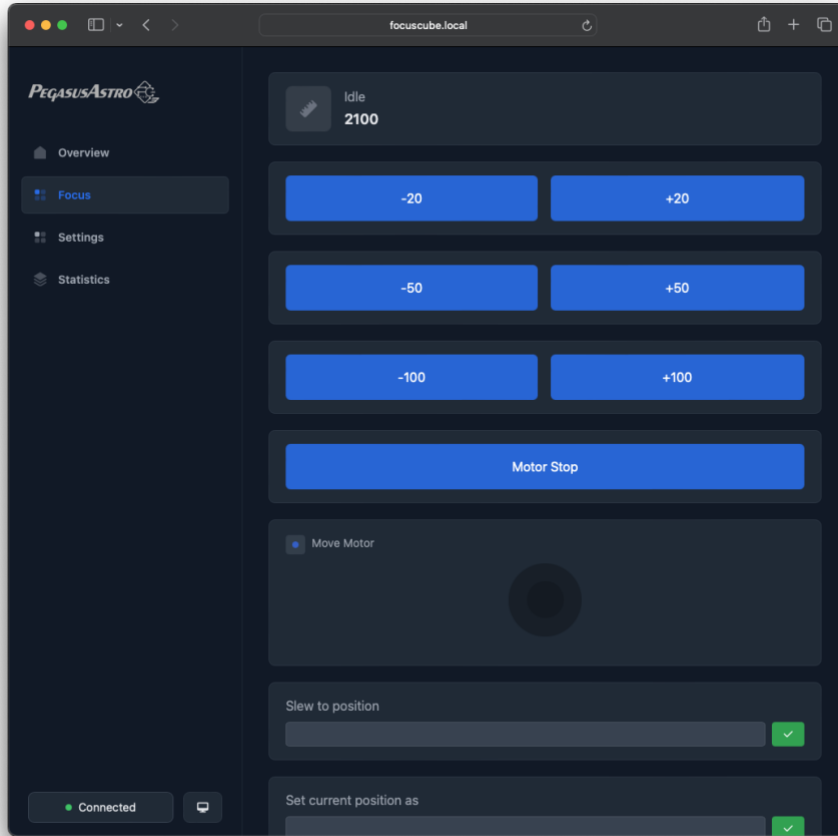 focuscube.local
PEGASUSASTRO
Overview
Focus
Settings
Statistics
Idle
2100
-20 +20
-50 +50
-100 +100
Motor Stop
Move Motor
Slew to position
Set current position as
Connected